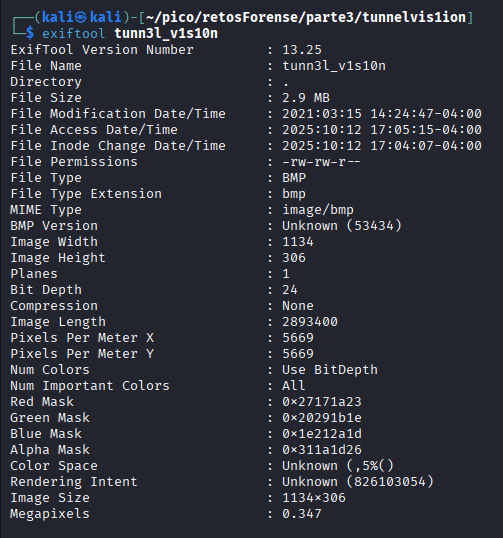 ┌──(kali㉿kali)-[~/pico/retosForense/parte3/tunnelvis1ion]
└─$ exiftool tunn3l_v1s10n
ExifTool Version Number : 13.25
File Name : tunn3l_v1s10n
Directory : .
File Size : 2.9 MB
File Modification Date/Time : 2021:03:15 14:24:47-04:00
File Access Date/Time : 2025:10:12 17:05:15-04:00
File Inode Change Date/Time : 2025:10:12 17:04:07-04:00
File Permissions : -rw-rw-r--
File Type : BMP
File Type Extension : bmp
MIME Type : image/bmp
BMP Version : Unknown (53434)
Image Width : 1134
Image Height : 306
Planes : 1
Bit Depth : 24
Compression : None
Image Length : 2893400
Pixels Per Meter X : 5669
Pixels Per Meter Y : 5669
Num Colors : Use BitDepth
Num Important Colors : All
Red Mask : 0×27171a23
Green Mask : 0×20291b1e
Blue Mask : 0×1e212a1d
Alpha Mask : 0×311a1d26
Color Space : Unknown (,5%()
Rendering Intent : Unknown (826103054)
Image Size : 1134×306
Megapixels : 0.347